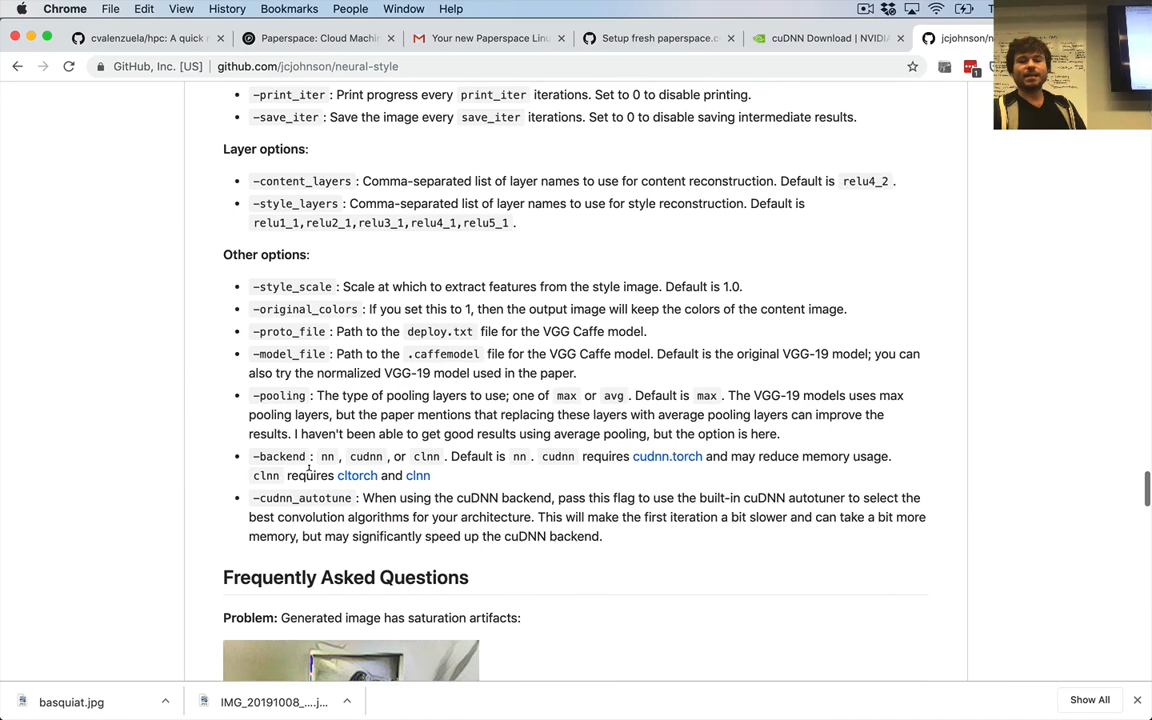 Chrome File Edit View History Bookmarks People Window Help
cvalenzuela/hpc: A quick r
Paperspace: Cloud Machin
Your new Paperspace Linu
Setup fresh paperspace.c
cuDNN Download | NVIDIA
jcjohnson/n
GitHub, Inc. [US] github.com/jcjohnson/neural-style
1
-print_iter : Print progress every print_iter iterations. Set to 0 to disable printing.
-save_iter : Save the image every save_iter iterations. Set to 0 to disable saving intermediate results.
Layer options:
-content_layers : Comma-separated list of layer names to use for content reconstruction. Default is relu4_2 .
-style_layers : Comma-separated list of layer names to use for style reconstruction. Default is
relu1_1,relu2_1,relu3_1,relu4_1,relu5_1 .
Other options:
-style_scale : Scale at which to extract features from the style image. Default is 1.0.
-original_colors : If you set this to 1, then the output image will keep the colors of the content image.
-proto_file : Path to the deploy.txt file for the VGG Caffe model.
-model_file : Path to the .caffemodel file for the VGG Caffe model. Default is the original VGG-19 model; you can
also try the normalized VGG-19 model used in the paper.
-pooling : The type of pooling layers to use; one of max or avg . Default is max . The VGG-19 models uses max
pooling layers, but the paper mentions that replacing these layers with average pooling layers can improve the
results. I haven't been able to get good results using average pooling, but the option is here.
-backend : nn , cudnn , or clnn . Default is nn . cudnn requires cudnn.torch and may reduce memory usage.
clnn requires cltorch and clnn
-cudnn_autotune : When using the cuDNN backend, pass this flag to use the built-in cuDNN autotuner to select the
best convolution algorithms for your architecture. This will make the first iteration a bit slower and can take a bit more
memory, but may significantly speed up the cuDNN backend.
Frequently Asked Questions
Problem: Generated image has saturation artifacts:
basquiat.jpg
IMG_20191008_....j...
Show All